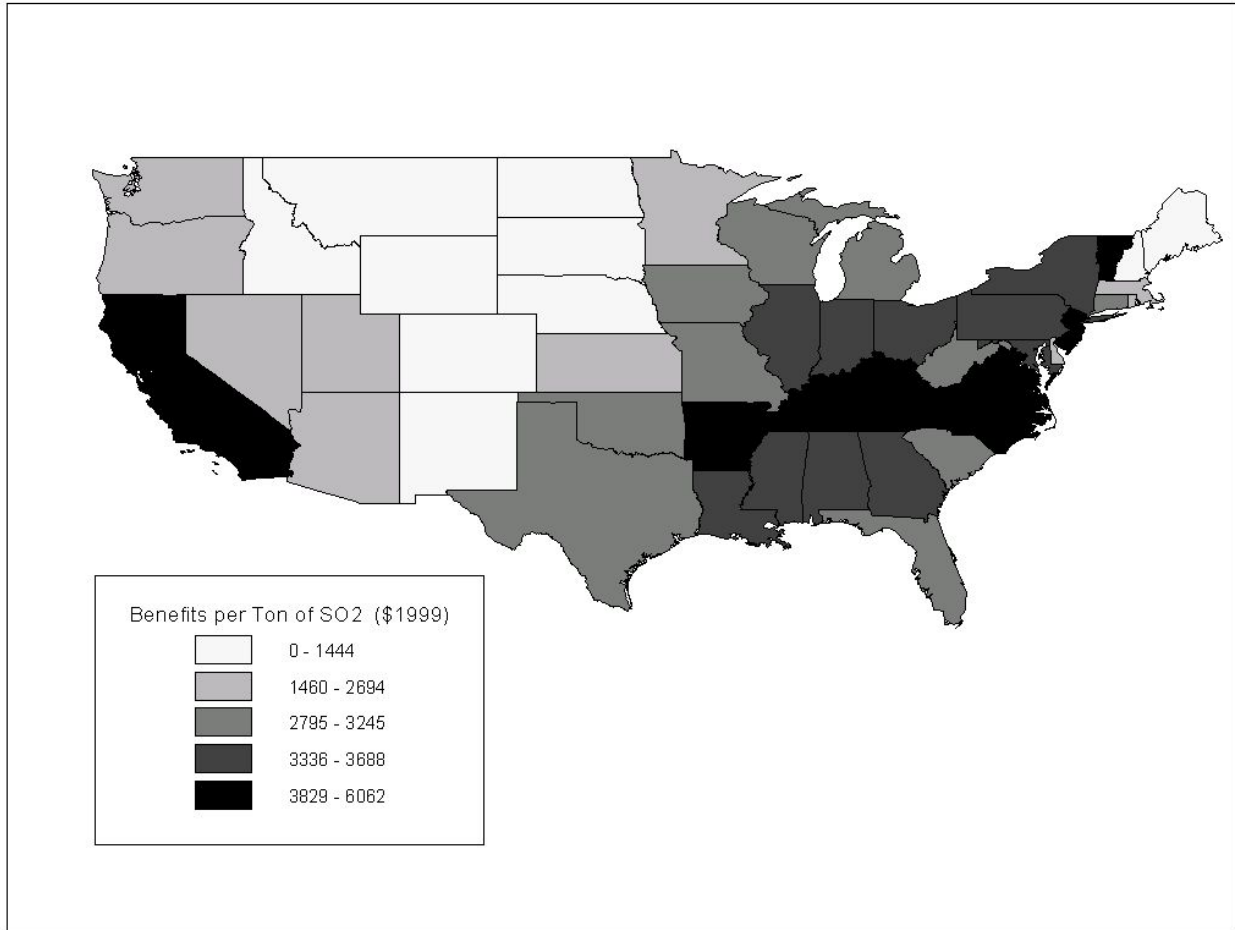 Benefits per Ton of SO2 ($1999)
0 - 1444
1460 - 2694
2795 - 3245
3336 - 3688
3829 - 6062